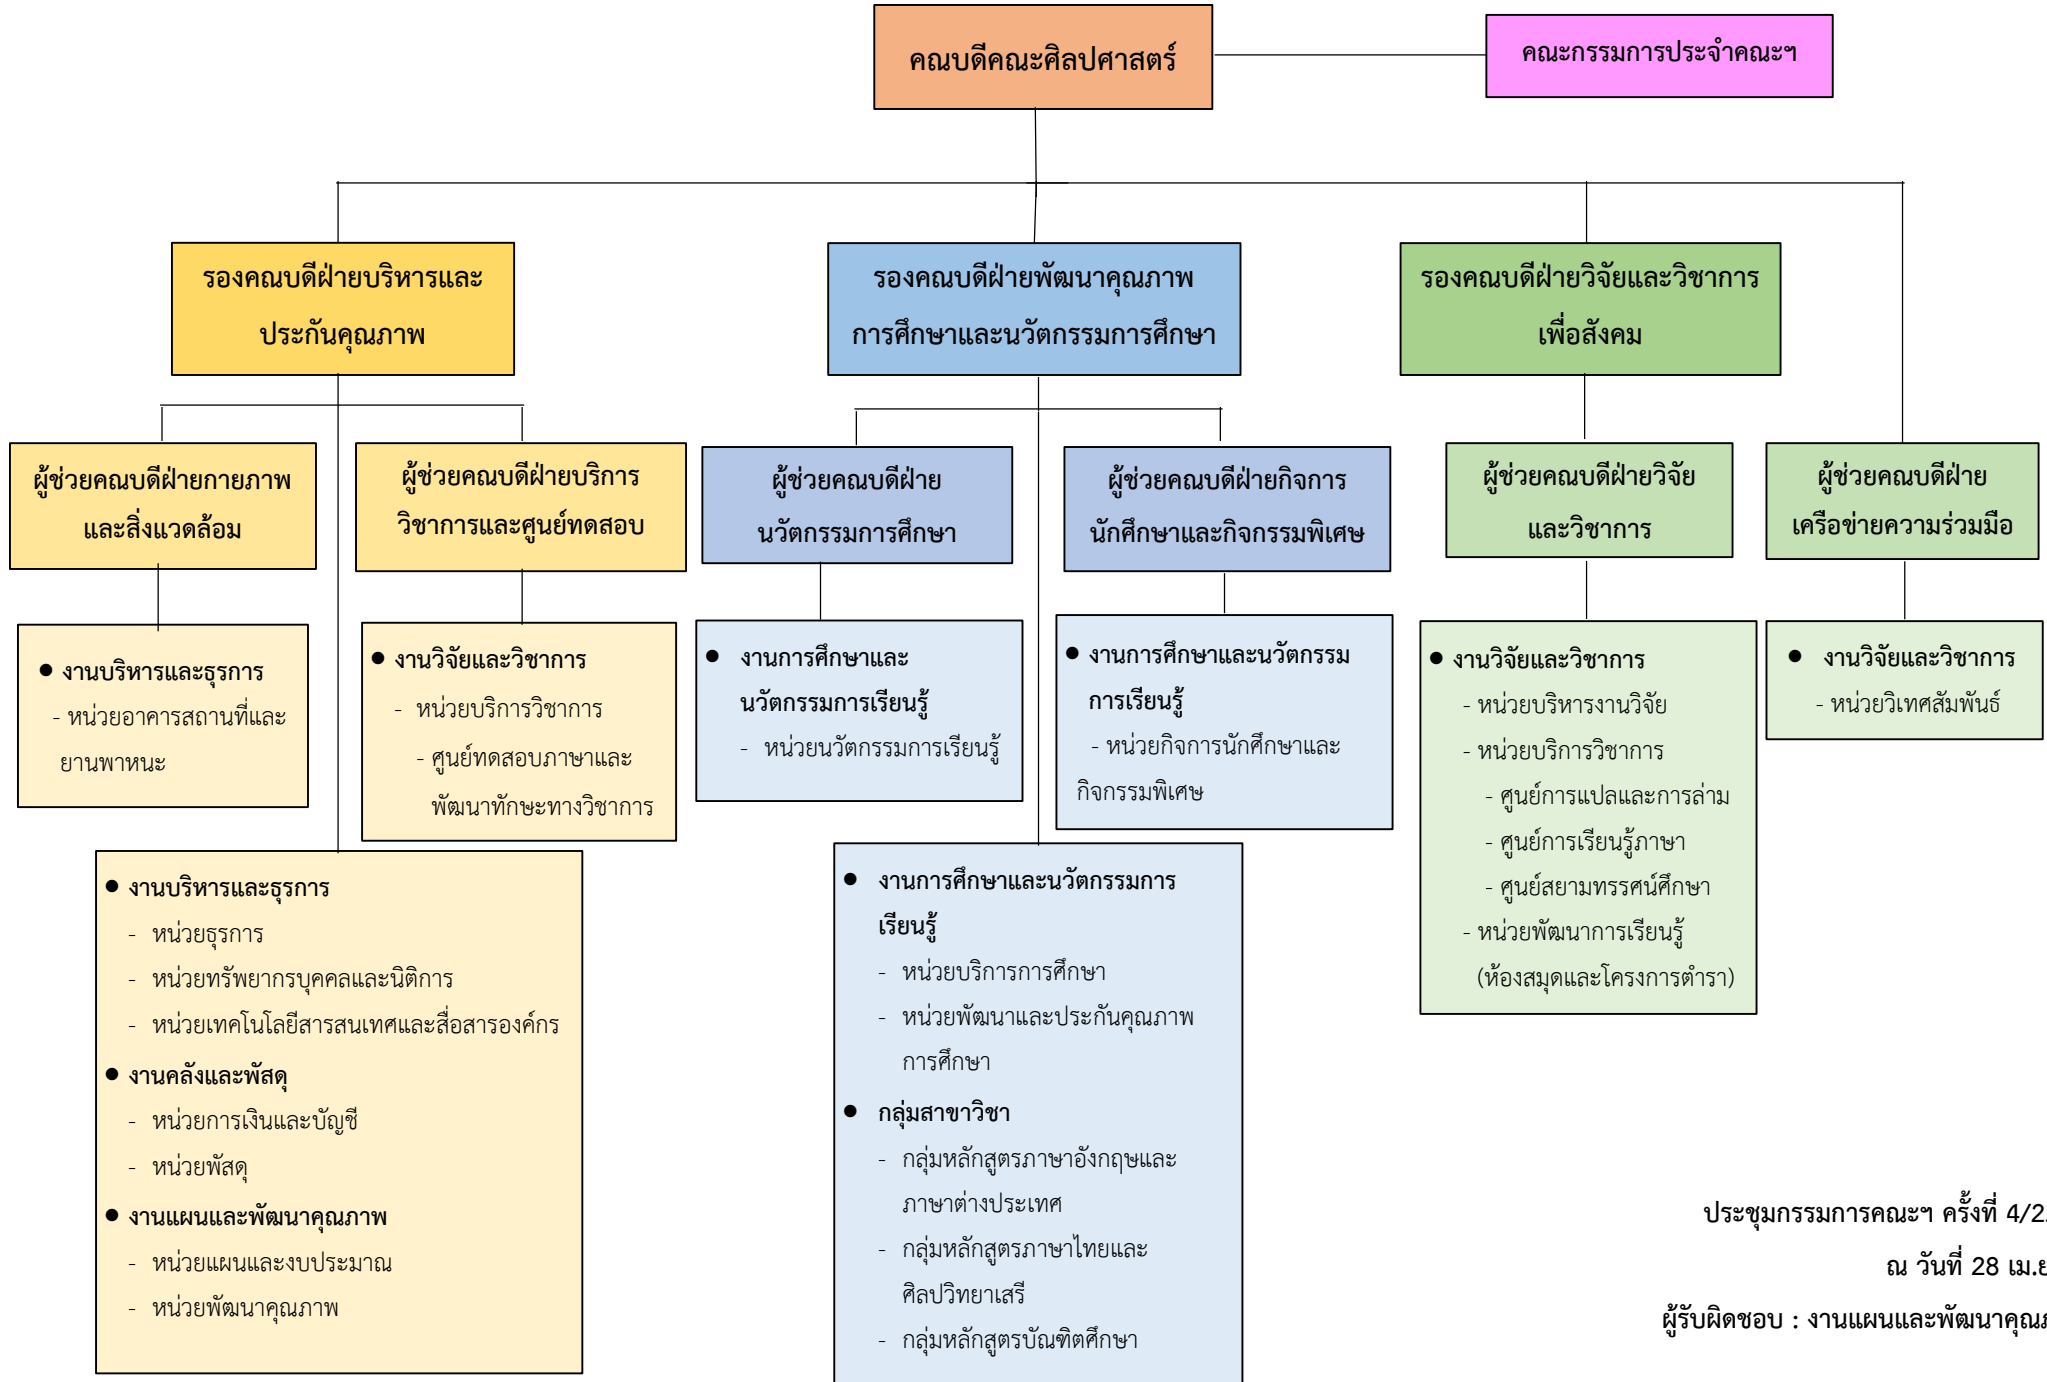 คณบดีคณะศิลปศาสตร์
คณะกรรมการประจำคณะฯ
รองคณบดีฝ่ายบริหารและ
ประกันคุณภาพ
รองคณบดีฝ่ายพัฒนาคุณภาพ
การศึกษาและนวัตกรรมการศึกษา
รองคณบดีฝ่ายวิจัยและวิชาการ
เพื่อสังคม
ผู้ช่วยคณบดีฝ่ายกายภาพ
และสิ่งแวดล้อม
ผู้ช่วยคณบดีฝ่ายบริการ
วิชาการและศูนย์ทดสอบ
ผู้ช่วยคณบดีฝ่าย
นวัตกรรมการศึกษา
ผู้ช่วยคณบดีฝ่ายกิจการ
นักศึกษาและกิจกรรมพิเศษ
ผู้ช่วยคณบดีฝ่ายวิจัย
และวิชาการ
ผู้ช่วยคณบดีฝ่าย
เครือข่ายความร่วมมือ
● งานบริหารและธุรการ
- หน่วยอาคารสถานที่และ
ยานพาหนะ
● งานวิจัยและวิชาการ
- หน่วยบริการวิชาการ
- ศูนย์ทดสอบภาษาและ
พัฒนาทักษะทางวิชาการ
● งานการศึกษาและ
นวัตกรรมการเรียนรู้
- หน่วยนวัตกรรมการเรียนรู้
● งานการศึกษาและนวัตกรรม
การเรียนรู้
- หน่วยกิจการนักศึกษาและ
กิจกรรมพิเศษ
● งานวิจัยและวิชาการ
- หน่วยบริหารงานวิจัย
- หน่วยบริการวิชาการ
- ศูนย์การแปลและการล่าม
- ศูนย์การเรียนรู้ภาษา
- ศูนย์สยามทรรศน์ศึกษา
- หน่วยพัฒนาการเรียนรู้
(ห้องสมุดและโครงการตำรา)
● งานวิจัยและวิชาการ
- หน่วยวิเทศสัมพันธ์
● งานบริหารและธุรการ
- หน่วยธุรการ
- หน่วยทรัพยากรบุคคลและนิติการ
- หน่วยเทคโนโลยีสารสนเทศและสื่อสารองค์กร
● งานคลังและพัสดุ
- หน่วยการเงินและบัญชี
- หน่วยพัสดุ
● งานแผนและพัฒนาคุณภาพ
- หน่วยแผนและงบประมาณ
- หน่วยพัฒนาคุณภาพ
● งานการศึกษาและนวัตกรรมการ
เรียนรู้
- หน่วยบริการการศึกษา
- หน่วยพัฒนาและประกันคุณภาพ
การศึกษา
● กลุ่มสาขาวิชา
- กลุ่มหลักสูตรภาษาอังกฤษและ
ภาษาต่างประเทศ
- กลุ่มหลักสูตรภาษาไทยและ
ศิลปวิทยาเสรี
- กลุ่มหลักสูตรบัณฑิตศึกษา
ประชุมกรรมการคณะฯ ครั้งที่ 4/2
ณ วันที่ 28 เม.ย
ผู้รับผิดชอบ : งานแผนและพัฒนาคุณ